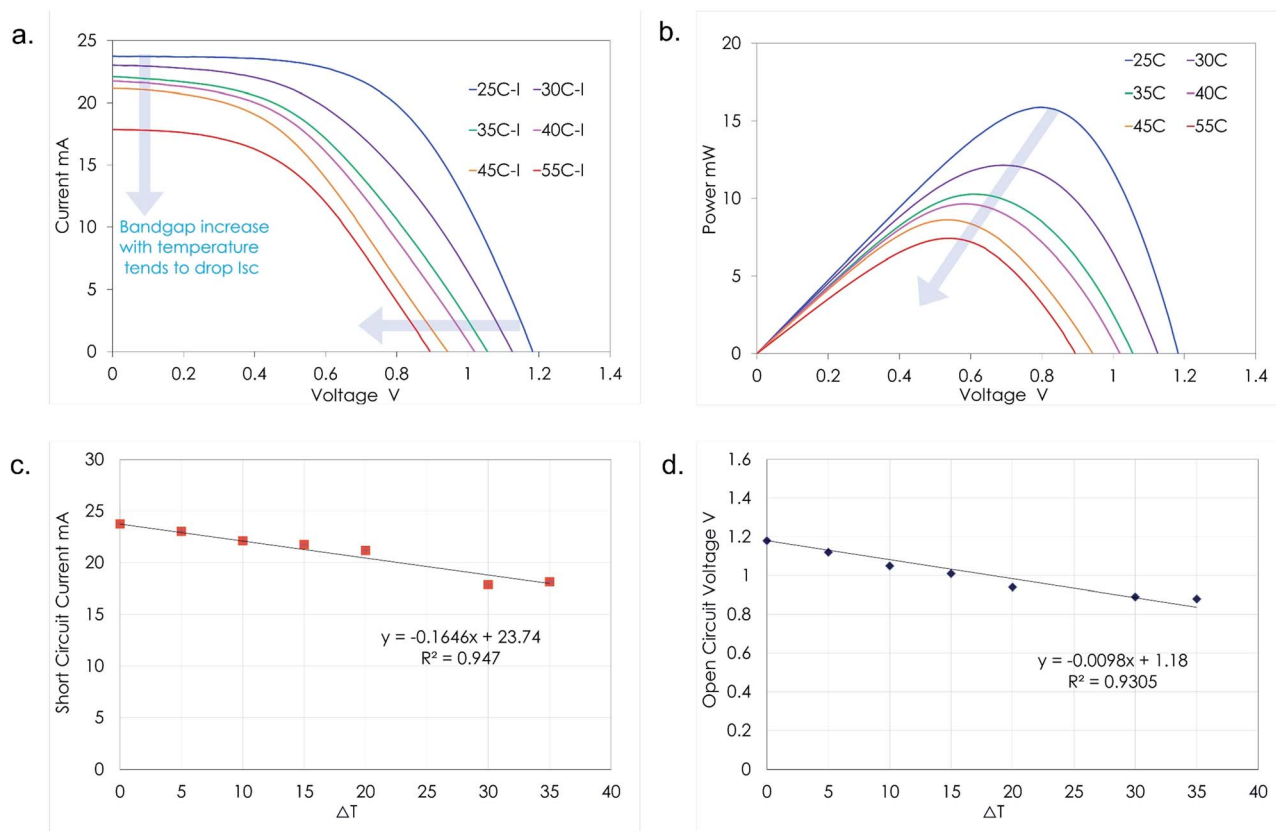 a.
25
20
15
10
5
0
Current mA
25C-I 30C-I
35C-I 40C-I
45C-I 55C-I
Bandgap increase
with temperature
tends to drop Isc
0 0.2 0.4 0.6 0.8 1 1.2 1.4
Voltage V
b.
20
15
10
5
0
Power mW
25C 30C
35C 40C
45C 55C
0 0.2 0.4 0.6 0.8 1 1.2 1.4
Voltage V
c.
30
25
20
15
10
5
0
Short Circuit Current mA
y = -0.1646x + 23.74
R² = 0.947
0 5 10 15 20 25 30 35 40
△T
d.
1.6
1.4
1.2
1
0.8
0.6
0.4
0.2
0
Open Circuit Voltage V
y = -0.0098x + 1.18
R² = 0.9305
0 5 10 15 20 25 30 35 40
△T